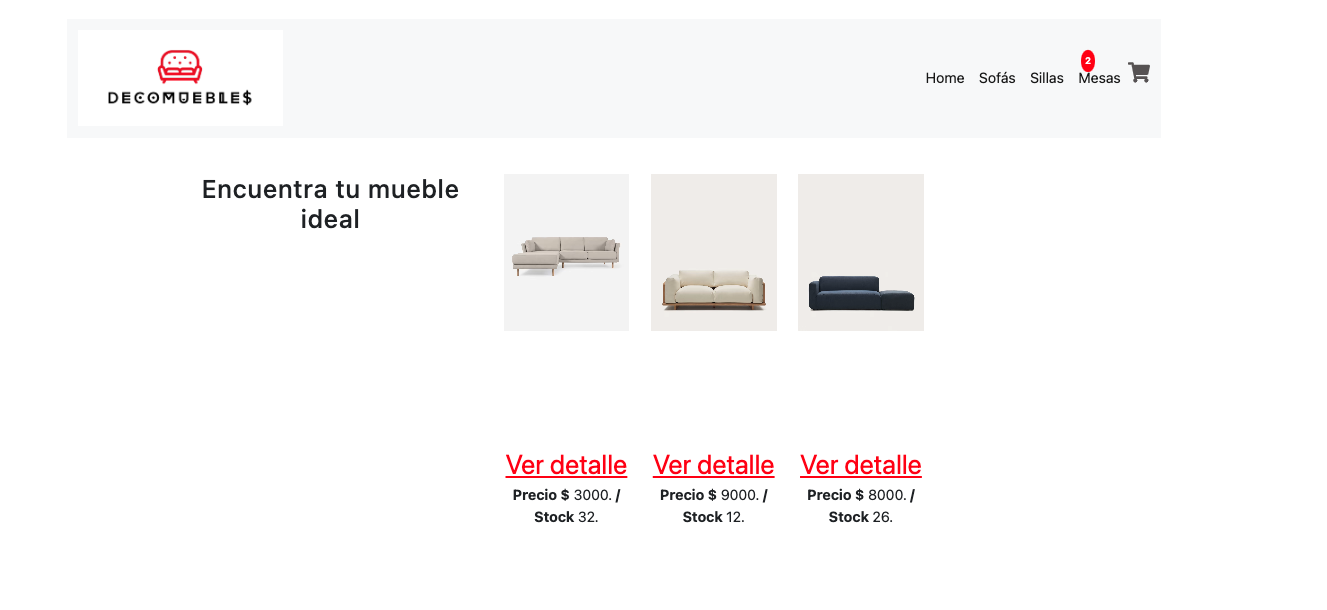 DECOMUEBLE$
Home Sofás Sillas Mesas
2
Encuentra tu mueble
ideal
Ver detalle
Precio $ 3000. /
Stock 32.
Ver detalle
Precio $ 9000. /
Stock 12.
Ver detalle
Precio $ 8000. /
Stock 26.